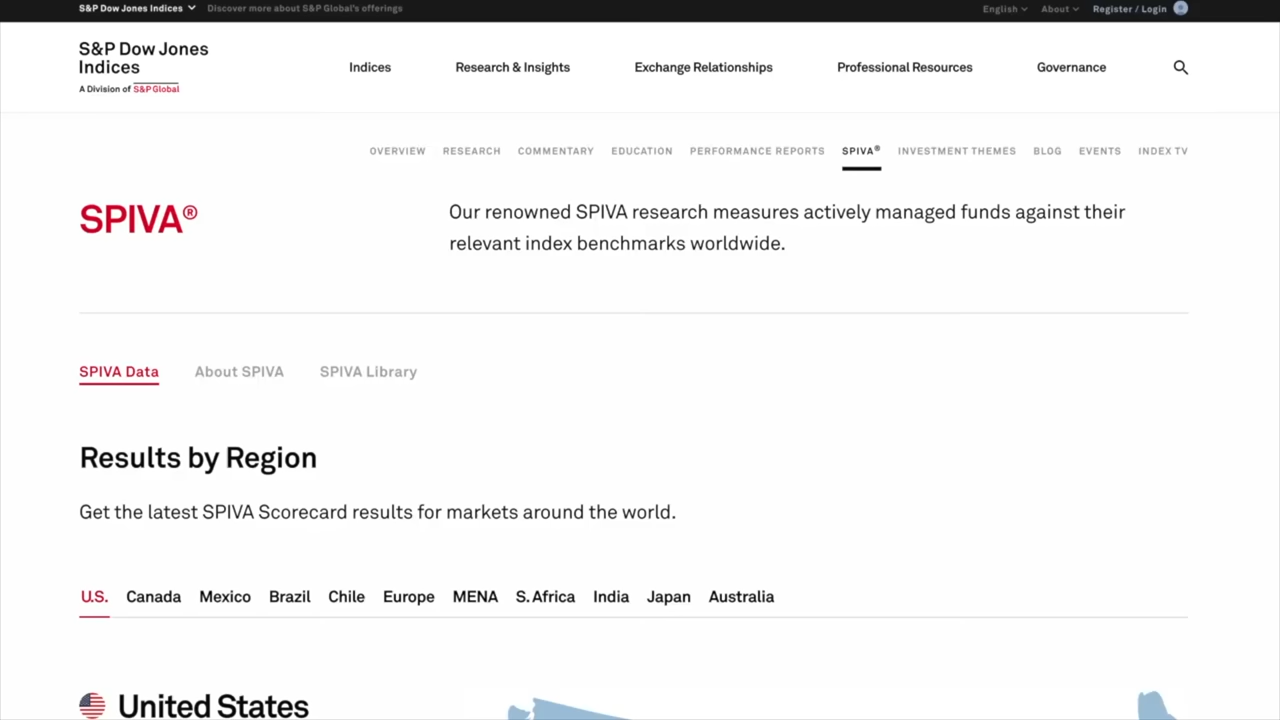 S&P Dow Jones Indices Discover more about S&P Global's offerings English About Register / Login
S&P Dow Jones
Indices
A Division of S&P Global
Indices Research & Insights Exchange Relationships Professional Resources Governance
OVERVIEW RESEARCH COMMENTARY EDUCATION PERFORMANCE REPORTS SPIVA® INVESTMENT THEMES BLOG EVENTS INDEX TV
SPIVA®
Our renowned SPIVA research measures actively managed funds against their
relevant index benchmarks worldwide.
SPIVA Data About SPIVA SPIVA Library
Results by Region
Get the latest SPIVA Scorecard results for markets around the world.
U.S. Canada Mexico Brazil Chile Europe MENA S. Africa India Japan Australia
United States